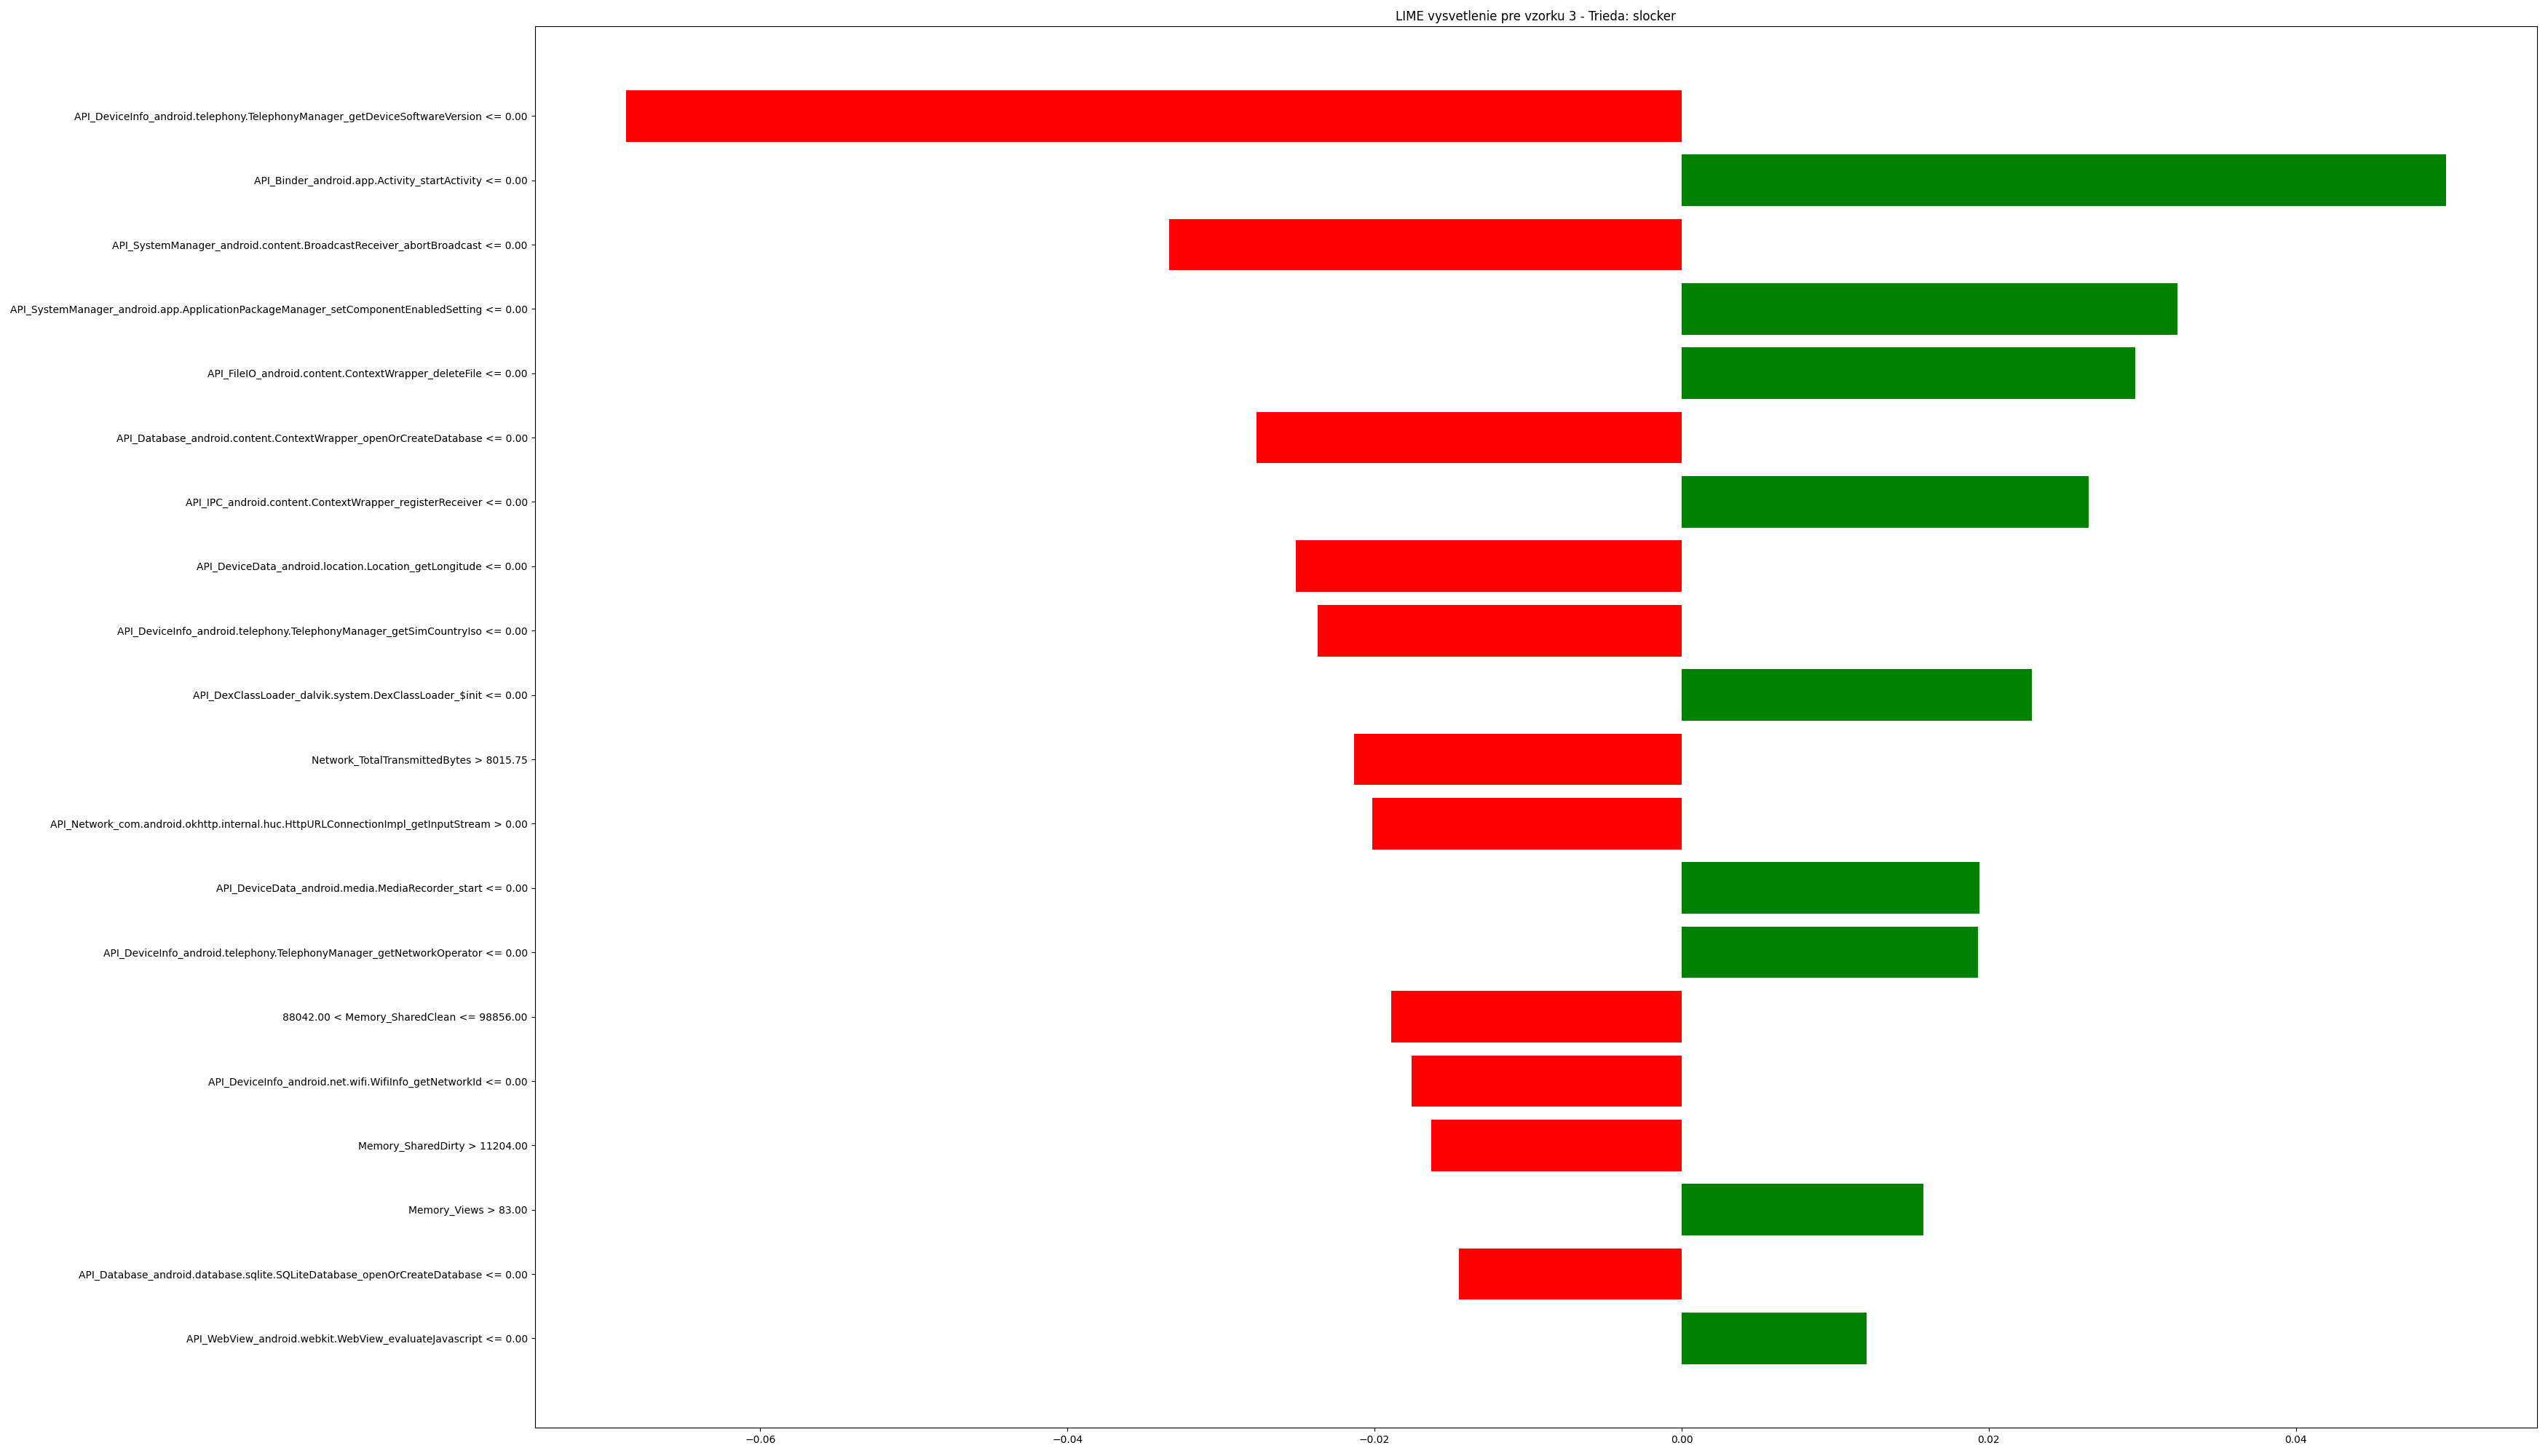 LIME vysvetlenie pre vzorku 3 - Trieda: slocker
API_DeviceInfo_android.telephony.TelephonyManager_getDeviceSoftwareVersion <= 0.00
API_Binder_android.app.Activity_startActivity <= 0.00
API_SystemManager_android.content.BroadcastReceiver_abortBroadcast <= 0.00
API_SystemManager_android.app.ApplicationPackageManager_setComponentEnabledSetting <= 0.00
API_FileIO_android.content.ContextWrapper_deleteFile <= 0.00
API_Database_android.content.ContextWrapper_openOrCreateDatabase <= 0.00
API_IPC_android.content.ContextWrapper_registerReceiver <= 0.00
API_DeviceData_android.location.Location_getLongitude <= 0.00
API_DeviceInfo_android.telephony.TelephonyManager_getSimCountryIso <= 0.00
API_DexClassLoader_dalvik.system.DexClassLoader_$init <= 0.00
Network_TotalTransmittedBytes > 8015.75
API_Network_com.android.okhttp.internal.huc.HttpURLConnectionImpl_getInputStream > 0.00
API_DeviceData_android.media.MediaRecorder_start <= 0.00
API_DeviceInfo_android.telephony.TelephonyManager_getNetworkOperator <= 0.00
88042.00 < Memory_SharedClean <= 98856.00
API_DeviceInfo_android.net.wifi.WifiInfo_getNetworkId <= 0.00
Memory_SharedDirty > 11204.00
Memory_Views > 83.00
API_Database_android.database.sqlite.SQLiteDatabase_openOrCreateDatabase <= 0.00
API_WebView_android.webkit.WebView_evaluateJavascript <= 0.00
−0.06 −0.04 −0.02 0.00 0.02 0.04